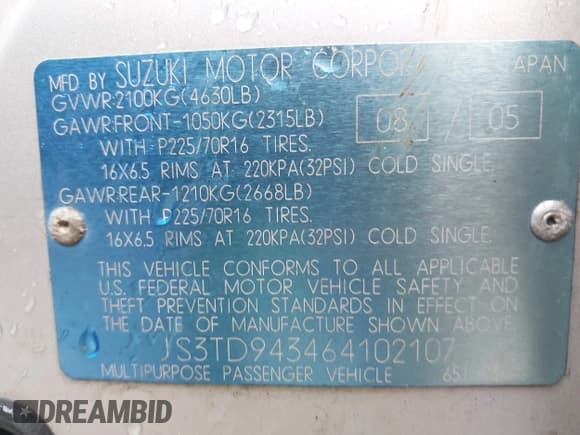 MFD BY SUZUKI MOTOR JAPAN
GVWR:2100KG(4630LB)
GAWR:FRONT-1050KG(2315LB) 08 / 05
WITH P225/70R16 TIRES.
16X6.5 RIMS AT 220KPA(32PSI) COLD SINGLE.
GAWR:REAR-1210KG(2668LB)
WITH P225/70R16 TIRES.
16X6.5 RIMS AT 220KPA(32PSI) COLD SINGLE.
THIS VEHICLE CONFORMS TO ALL APPLICABLE
U.S. FEDERAL MOTOR VEHICLE SAFETY AND
THEFT PREVENTION STANDARDS IN EFFECT ON
THE DATE OF MANUFACTURE SHOWN ABOVE.
JS3TD943464102107
MULTIPURPOSE PASSENGER VEHICLE
DREAMBID